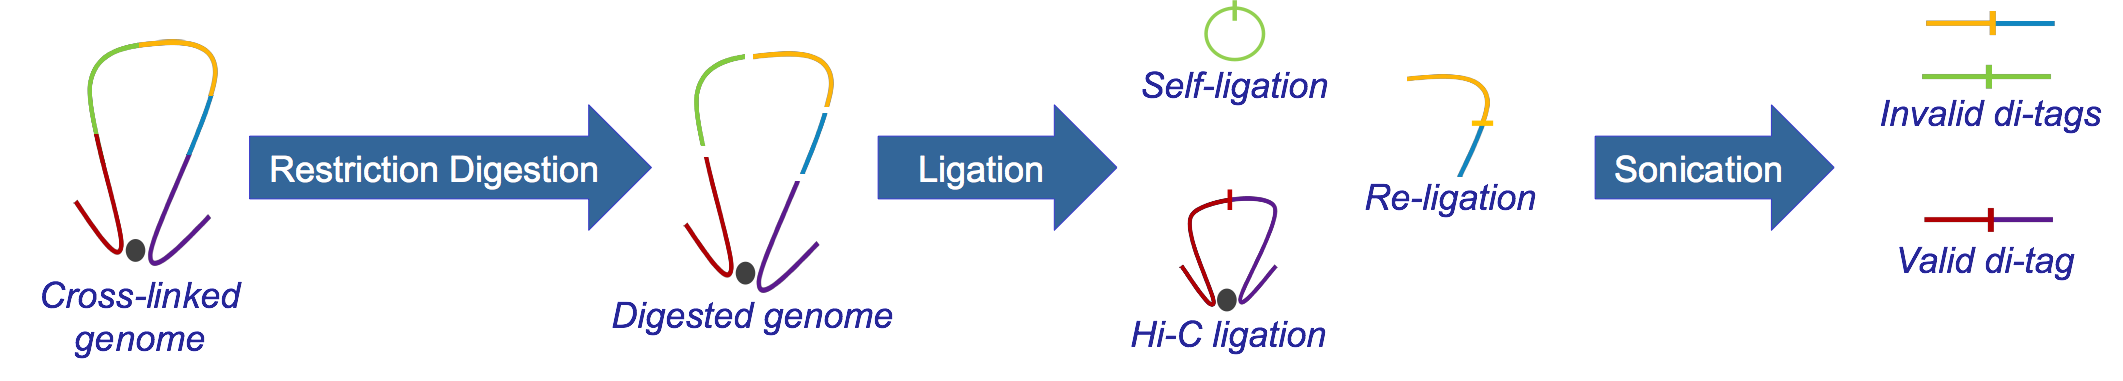 Cross-linked
genome
Restriction Digestion
Digested genome
Ligation
Self-ligation
Re-ligation
Hi-C ligation
Sonication
Invalid di-tags
Valid di-tag